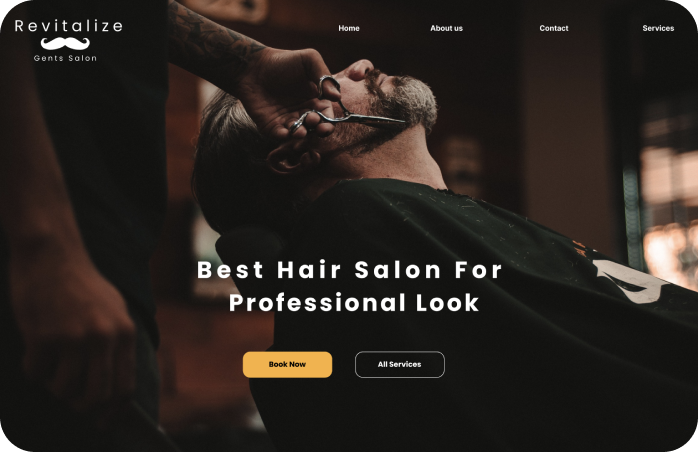 Revitalize
Gents Salon
Home About us Contact Services
Best Hair Salon For
Professional Look
Book Now All Services